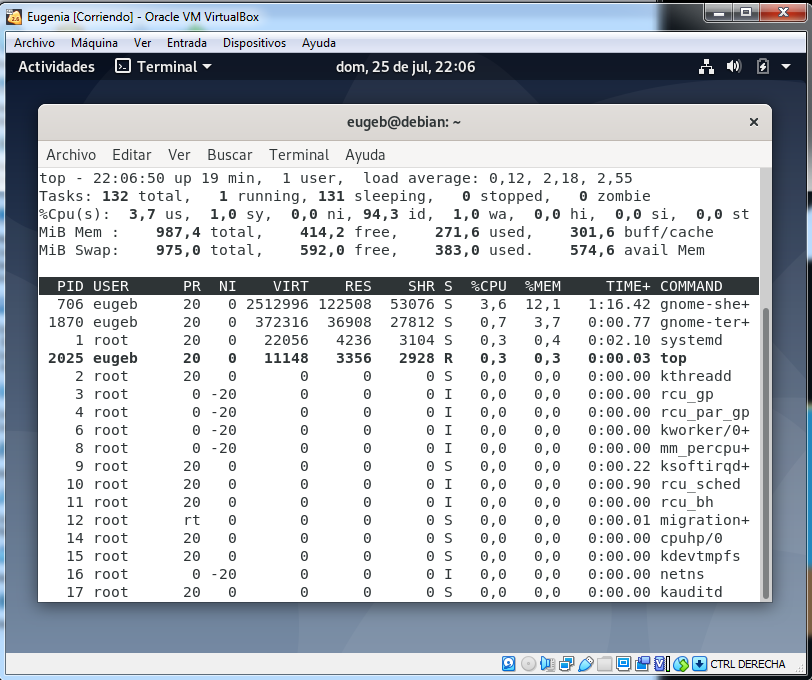 Eugenia [Corriendo] - Oracle VM VirtualBox
Archivo Máquina Ver Entrada Dispositivos Ayuda
Actividades Terminal dom, 25 de jul, 22:06
eugeb@debian: ~
Archivo Editar Ver Buscar Terminal Ayuda
top - 22:06:50 up 19 min, 1 user, load average: 0,12, 2,18, 2,55
Tasks: 132 total, 1 running, 131 sleeping, 0 stopped, 0 zombie
%Cpu(s): 3,7 us, 1,0 sy, 0,0 ni, 94,3 id, 1,0 wa, 0,0 hi, 0,0 si, 0,0 st
MiB Mem : 987,4 total, 414,2 free, 271,6 used, 301,6 buff/cache
MiB Swap: 975,0 total, 592,0 free, 383,0 used. 574,6 avail Mem
PID USER PR NI VIRT RES SHR S %CPU %MEM TIME+ COMMAND
706 eugeb 20 0 2512996 122508 53076 S 3,6 12,1 1:16.42 gnome-she+
1870 eugeb 20 0 372316 36908 27812 S 0,7 3,7 0:00.77 gnome-ter+
1 root 20 0 22056 4236 3104 S 0,3 0,4 0:02.10 systemd
2025 eugeb 20 0 11148 3356 2928 R 0,3 0,3 0:00.03 top
2 root 20 0 0 0 0 S 0,0 0,0 0:00.00 kthreadd
3 root 0 -20 0 0 0 I 0,0 0,0 0:00.00 rcu_gp
4 root 0 -20 0 0 0 I 0,0 0,0 0:00.00 rcu_par_gp
6 root 0 -20 0 0 0 I 0,0 0,0 0:00.00 kworker/0+
8 root 0 -20 0 0 0 I 0,0 0,0 0:00.00 mm_percpu+
9 root 20 0 0 0 0 S 0,0 0,0 0:00.22 ksoftirqd+
10 root 20 0 0 0 0 I 0,0 0,0 0:00.90 rcu_sched
11 root 20 0 0 0 0 I 0,0 0,0 0:00.00 rcu_bh
12 root rt 0 0 0 0 S 0,0 0,0 0:00.01 migration+
14 root 20 0 0 0 0 S 0,0 0,0 0:00.00 cpuhp/0
15 root 20 0 0 0 0 S 0,0 0,0 0:00.00 kdevtmpfs
16 root 0 -20 0 0 0 I 0,0 0,0 0:00.00 netns
17 root 20 0 0 0 0 S 0,0 0,0 0:00.00 kauditd
CTRL DERECHA